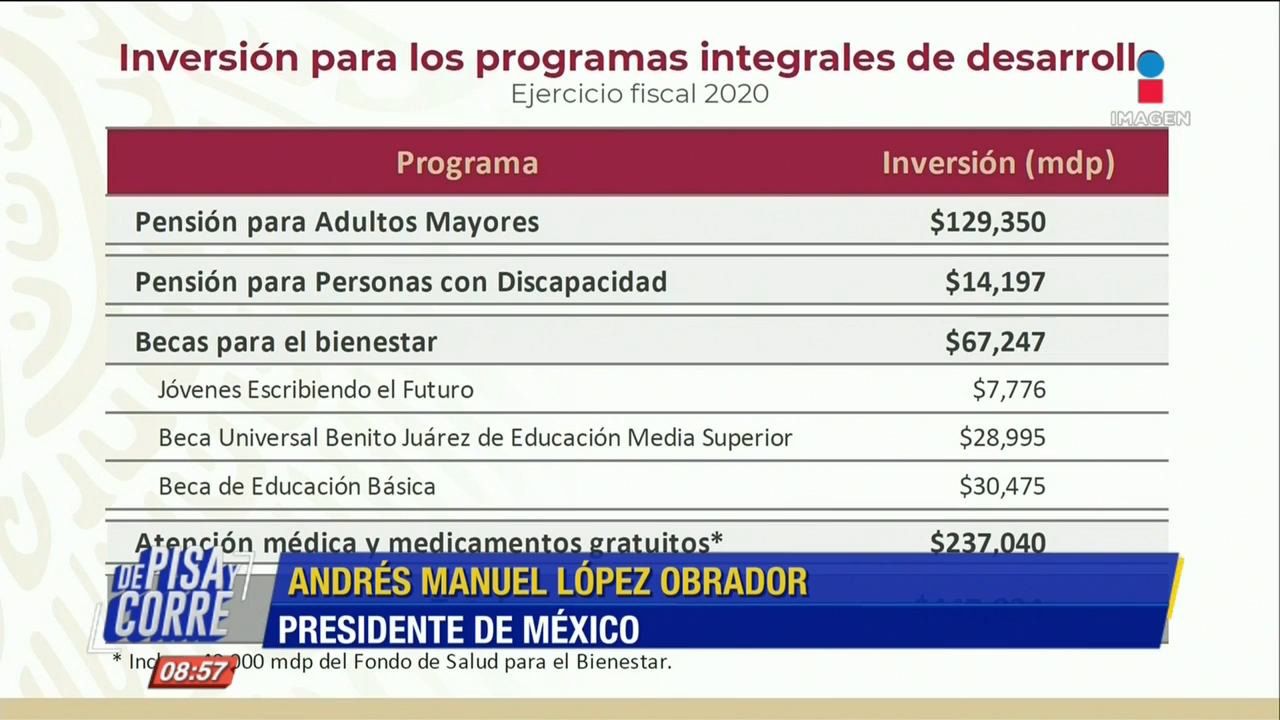 Inversión para los programas integrales de desarrollo
Ejercicio fiscal 2020
IMAGEN
Programa Inversión (mdp)
Pensión para Adultos Mayores $129,350
Pensión para Personas con Discapacidad $14,197
Becas para el bienestar $67,247
Jóvenes Escribiendo el Futuro $7,776
Beca Universal Benito Juárez de Educación Media Superior $28,995
Beca de Educación Básica $30,475
Atención médica y medicamentos gratuitos* $237,040
DE PISA Y CORRE
ANDRÉS MANUEL LÓPEZ OBRADOR
PRESIDENTE DE MÉXICO
* mdp del Fondo de Salud para el Bienestar.
08:57